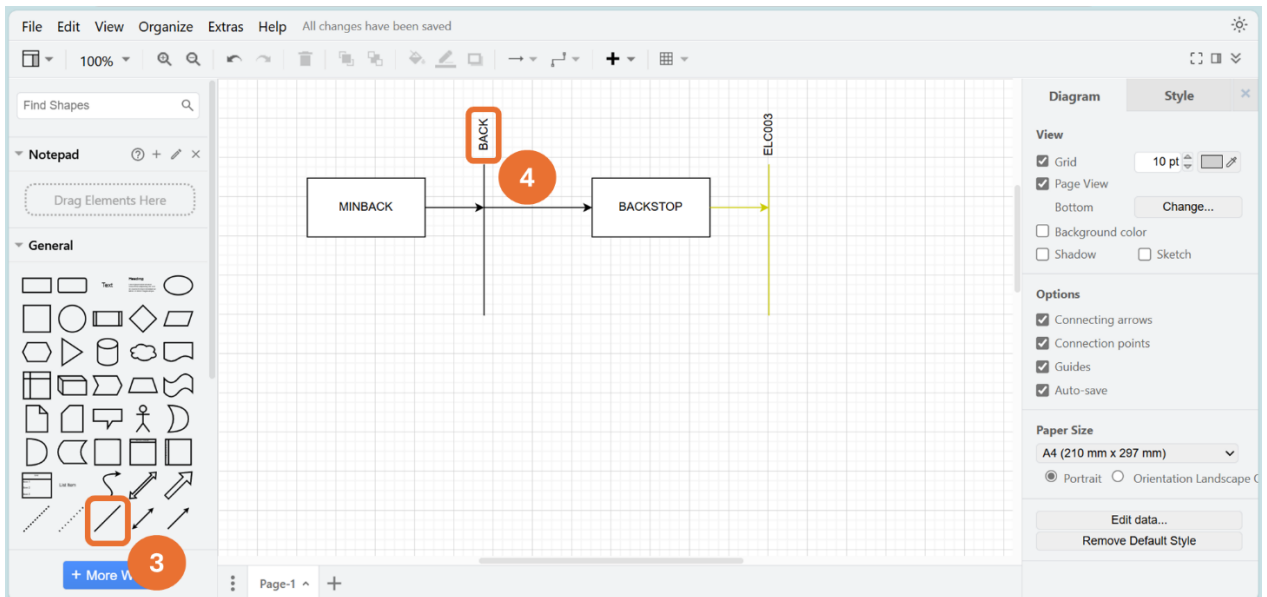 File Edit View Organize Extras Help All changes have been saved
100%
Find Shapes
Notepad
Drag Elements Here
General
Text
Heading
List Item
3
+ More W
BACK
4
MINBACK
BACKSTOP
ELC003
Page-1
Diagram Style
View
Grid 10 pt
Page View
Bottom Change...
Background color
Shadow Sketch
Options
Connecting arrows
Connection points
Guides
Auto-save
Paper Size
A4 (210 mm x 297 mm)
Portrait Orientation Landscape
Edit data...
Remove Default Style